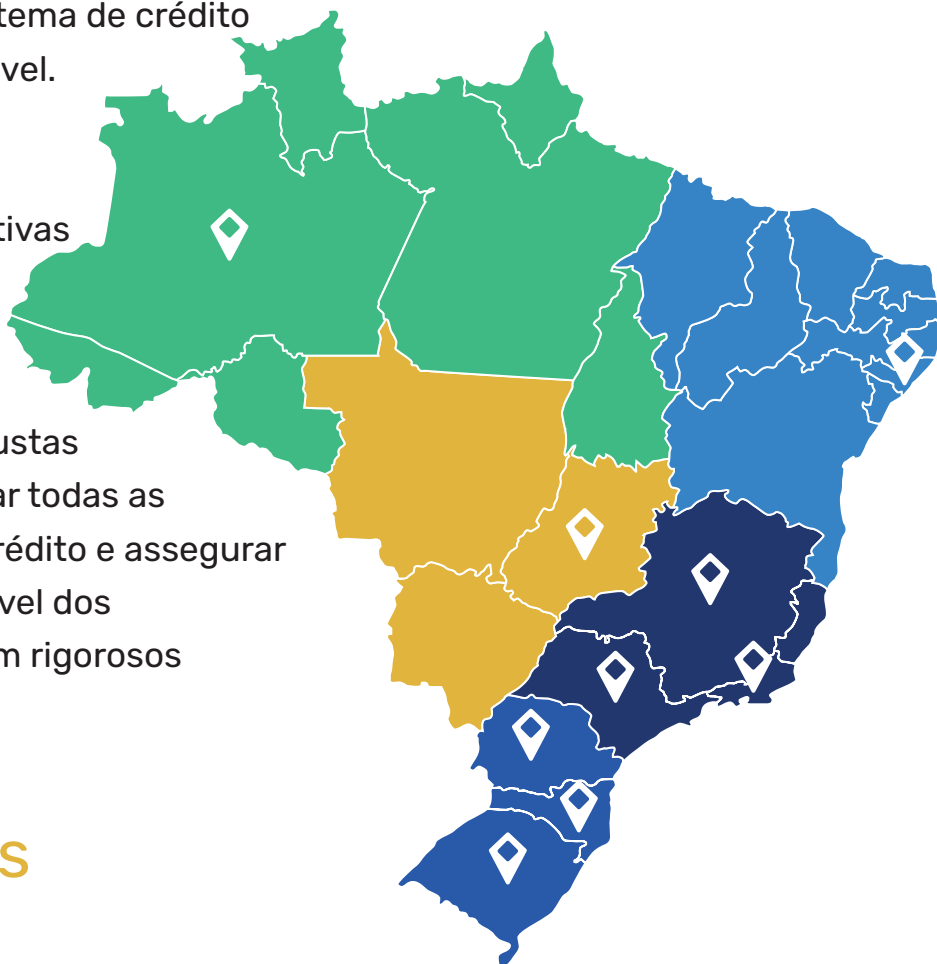 tema de crédito
vel.
tivas
ustas
ar todas as
rédito e assegurar
vel dos
m rigorosos
s